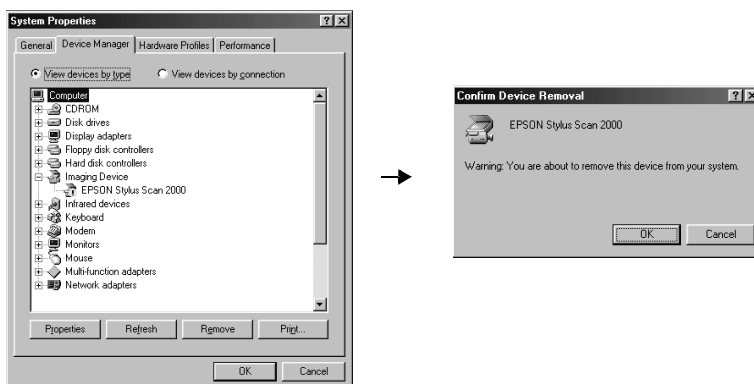 System Properties
General Device Manager Hardware Profiles Performance
View devices by type View devices by connection
Computer
CDROM
Disk drives
Display adapters
Floppy disk controllers
Hard disk controllers
Imaging Device
EPSON Stylus Scan 2000
Infrared devices
Keyboard
Modem
Monitors
Mouse
Multi-function adapters
Network adapters
Properties Refresh Remove Print...
OK Cancel
Confirm Device Removal
EPSON Stylus Scan 2000
Warning: You are about to remove this device from your system.
OK Cancel